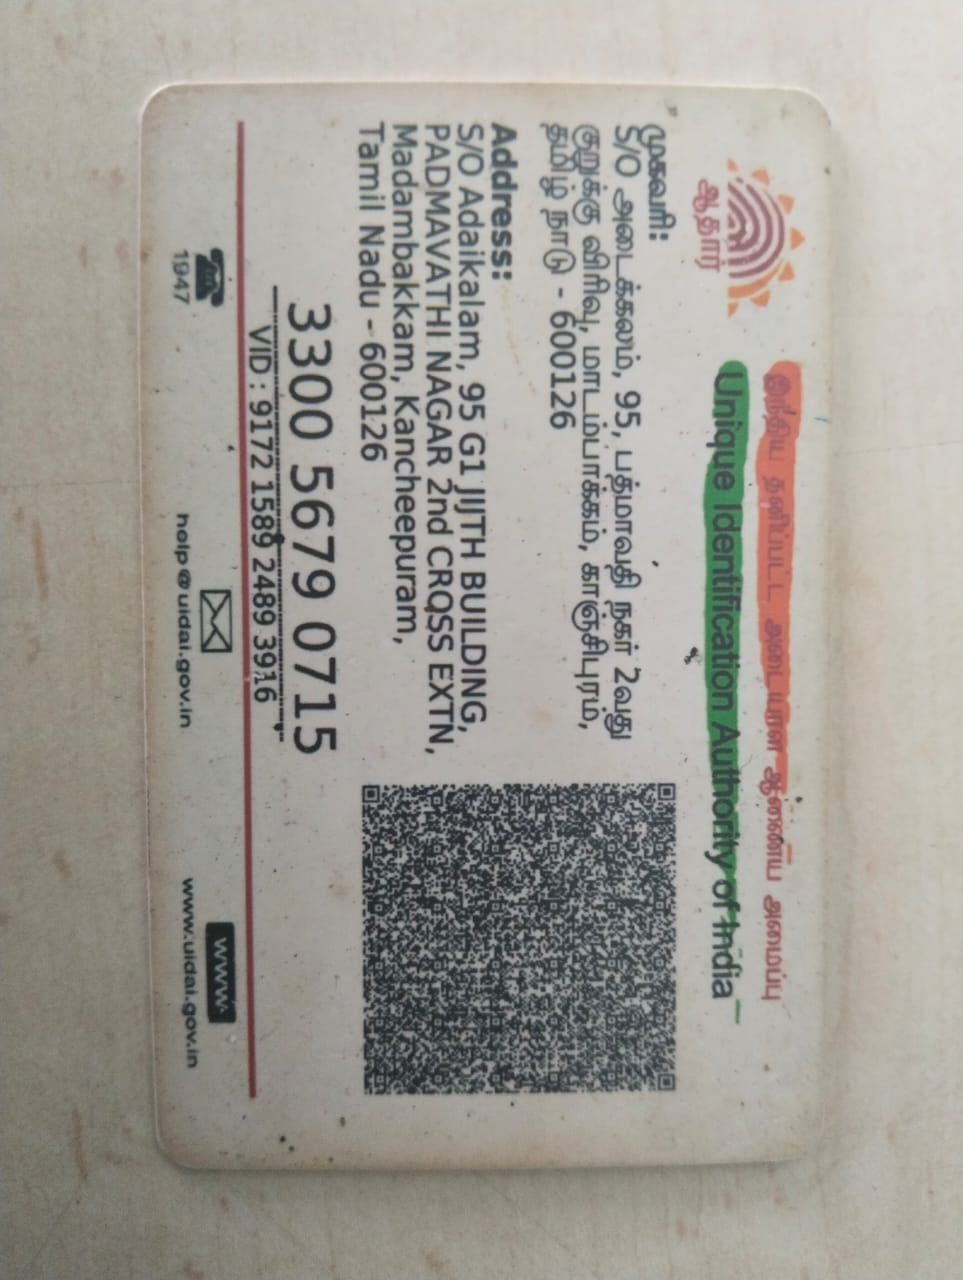 இந்திய தனிப்பட்ட அடையாள ஆணைய அமைப்பு
Unique Identification Authority of India
ஆதார்
முகவரி:
S/O அடைக்கலம், 95, பத்மாவதி நகர் 2வது
குறுக்கு விரிவு, மாடம்பாக்கம், காஞ்சிபுரம்,
தமிழ் நாடு - 600126
Address:
S/O Adaikalam, 95 G1 JIJTH BUILDING,
PADMAVATHI NAGAR 2nd CROSS EXTN,
Madambakkam, Kancheepuram,
Tamil Nadu - 600126
3300 5679 0715
VID : 9172 1589 2489 3916
1947
help@uidai.gov.in
www
www.uidai.gov.in